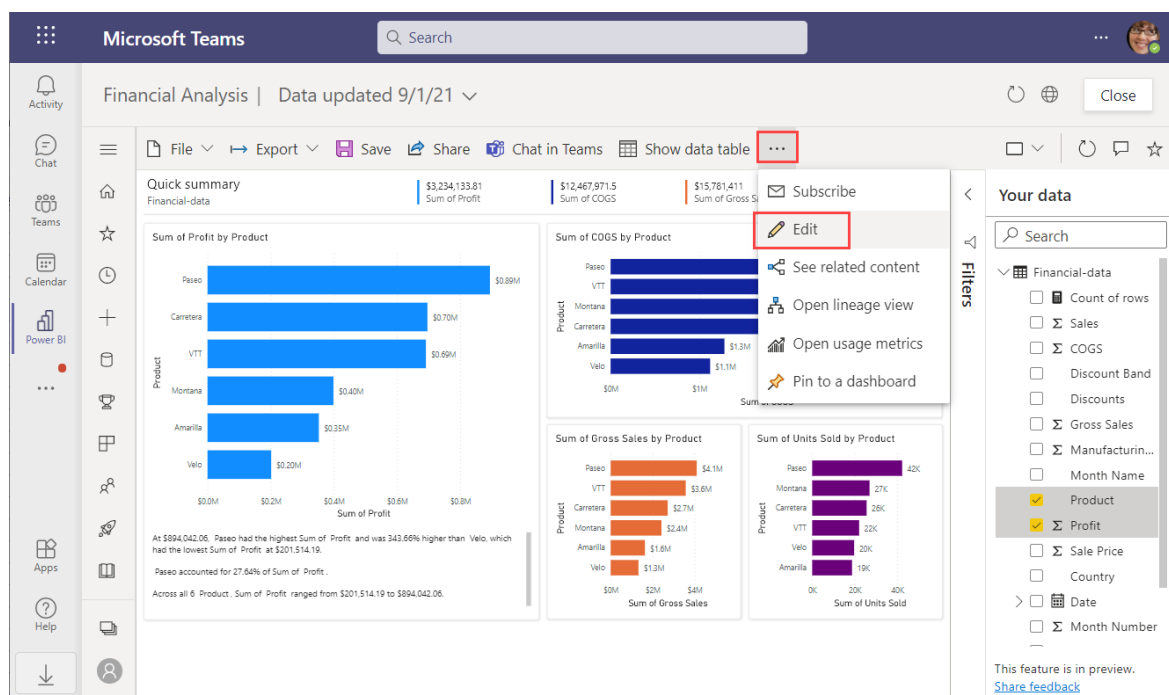 Microsoft Teams
Search
Activity
Chat
Teams
Calendar
Power BI
Apps
Help
Financial Analysis | Data updated 9/1/21
Close
File
Export
Save
Share
Chat in Teams
Show data table
Quick summary
Financial-data
$3,234,133.81
Sum of Profit
$12,467,971.5
Sum of COGS
$15,781,411
Sum of Gross
Subscribe
Edit
See related content
Open lineage view
Open usage metrics
Pin to a dashboard
Sum of Profit by Product
Product
Paseo $0.89M
Carretera $0.70M
VTT $0.69M
Montana $0.40M
Amarilla $0.35M
Velo $0.20M
$0.0M $0.2M $0.4M $0.6M $0.8M
Sum of Profit
At $894,042.06, Paseo had the highest Sum of Profit and was 343.66% higher than Velo, which
had the lowest Sum of Profit at $201,514.19.
Paseo accounted for 27.64% of Sum of Profit.
Across all 6 Product, Sum of Profit ranged from $201,514.19 to $894,042.06.
Sum of COGS by Product
Product
Paseo
VTT
Montana
Carretera
Amarilla $1.3M
Velo $1.1M
$0M $1M
Sum of COGS
Sum of Gross Sales by Product
Product
Paseo $4.1M
VTT $3.6M
Carretera $2.7M
Montana $2.4M
Amarilla $1.6M
Velo $1.3M
$0M $2M $4M
Sum of Gross Sales
Sum of Units Sold by Product
Product
Paseo 42K
Montana 27K
Carretera 26K
VTT 22K
Velo 20K
Amarilla 19K
0K 20K 40K
Sum of Units Sold
Filters
Your data
Search
Financial-data
Count of rows
Σ Sales
Σ COGS
Discount Band
Discounts
Σ Gross Sales
Σ Manufacturin...
Month Name
Product
Σ Profit
Σ Sale Price
Country
Date
Σ Month Number
This feature is in preview.
Share feedback